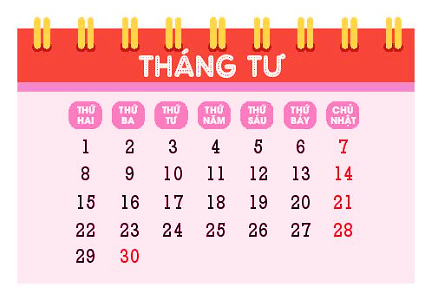 THÁNG TƯ
THỨ HAI THỨ BA THỨ TƯ THỨ NĂM THỨ SÁU THỨ BẢY CHỦ NHẬT
1 2 3 4 5 6 7
8 9 10 11 12 13 14
15 16 17 18 19 20 21
22 23 24 25 26 27 28
29 30